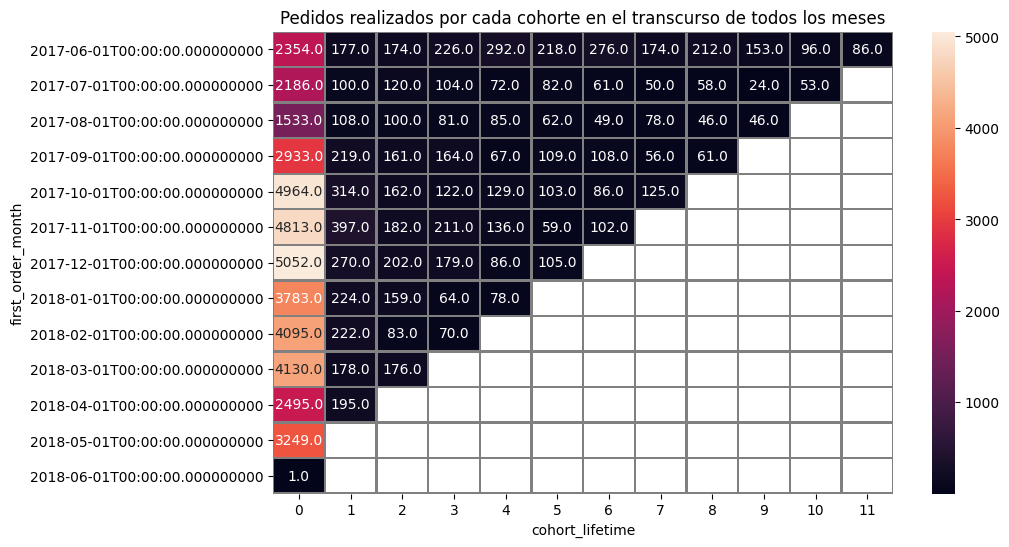 Pedidos realizados por cada cohorte en el transcurso de todos los meses
first_order_month
2017-06-01T00:00:00.000000000 2354.0 177.0 174.0 226.0 292.0 218.0 276.0 174.0 212.0 153.0 96.0 86.0
2017-07-01T00:00:00.000000000 2186.0 100.0 120.0 104.0 72.0 82.0 61.0 50.0 58.0 24.0 53.0
2017-08-01T00:00:00.000000000 1533.0 108.0 100.0 81.0 85.0 62.0 49.0 78.0 46.0 46.0
2017-09-01T00:00:00.000000000 2933.0 219.0 161.0 164.0 67.0 109.0 108.0 56.0 61.0
2017-10-01T00:00:00.000000000 4964.0 314.0 162.0 122.0 129.0 103.0 86.0 125.0
2017-11-01T00:00:00.000000000 4813.0 397.0 182.0 211.0 136.0 59.0 102.0
2017-12-01T00:00:00.000000000 5052.0 270.0 202.0 179.0 86.0 105.0
2018-01-01T00:00:00.000000000 3783.0 224.0 159.0 64.0 78.0
2018-02-01T00:00:00.000000000 4095.0 222.0 83.0 70.0
2018-03-01T00:00:00.000000000 4130.0 178.0 176.0
2018-04-01T00:00:00.000000000 2495.0 195.0
2018-05-01T00:00:00.000000000 3249.0
2018-06-01T00:00:00.000000000 1.0
0 1 2 3 4 5 6 7 8 9 10 11
cohort_lifetime
5000
4000
3000
2000
1000